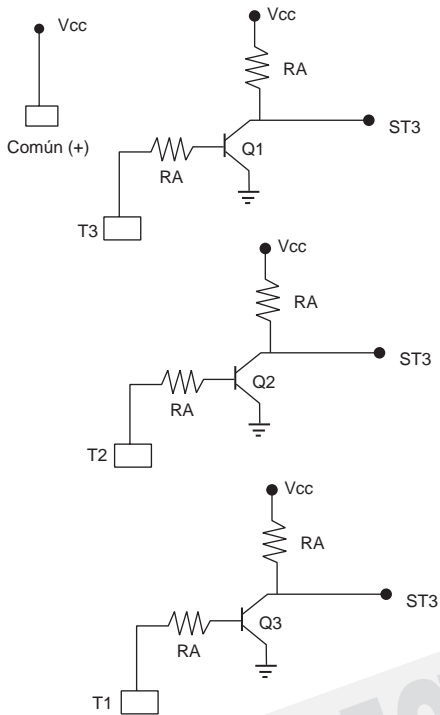 Vcc
Vcc
RA
ST3
Común (+)
Q1
RA
T3
Vcc
RA
ST3
Q2
RA
T2
Vcc
RA
ST3
Q3
RA
T1